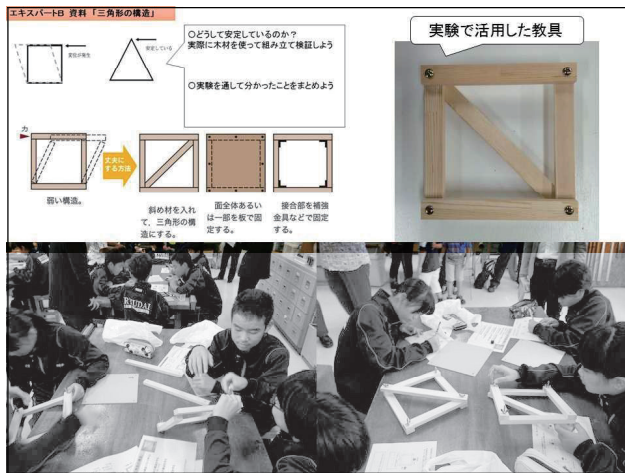 エキスパートB 資料「三角形の構造」
変位が発生
安定している
○どうして安定しているのか？
実際に木材を使って組み立て検証しよう
○実験を通して分かったことをまとめよう
実験で活用した教具
力
丈夫に
する方法
弱い構造。
斜め材を入れ
て，三角形の構
造にする。
面全体あるい
は一部を板で固
定する。
接合部を補強
金具などで固定
する。